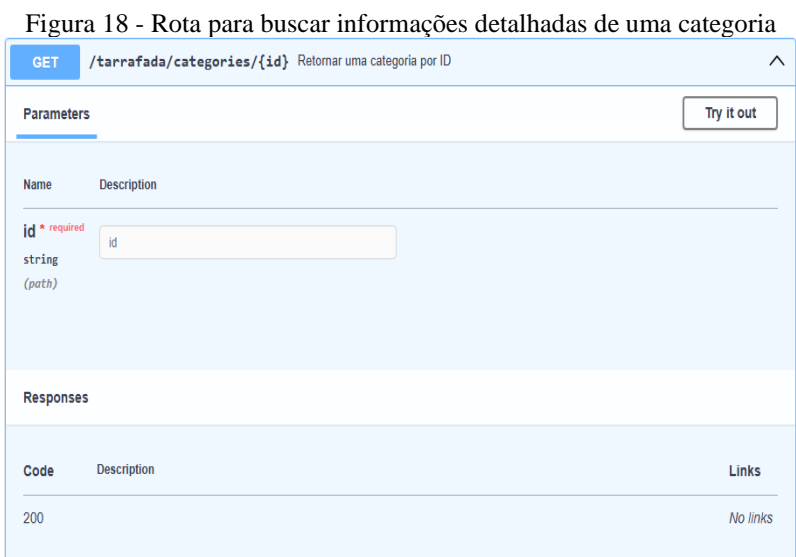 Figura 18 - Rota para buscar informações detalhadas de uma categoria
GET /tarrafada/categories/{id} Retornar uma categoria por ID
Parameters Try it out
Name Description
id * required
id
string
(path)
Responses
Code Description Links
200 No links